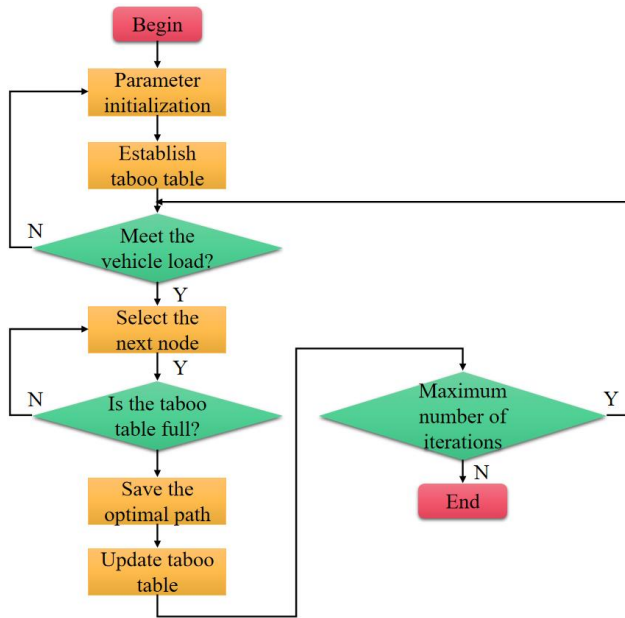 Begin
Parameter
initialization
Establish
taboo table
N
Meet the
vehicle load?
Y
Select the
next node
Y
N
Is the taboo
table full?
Save the
optimal path
Update taboo
table
Maximum
number of
iterations
Y
N
End